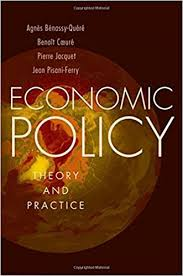 Agnès Bénassy-Quéré
Benoît Cœuré
Pierre Jacquet
Jean Pisani-Ferry
ECONOMIC
POLICY
THEORY AND
PRACTICE